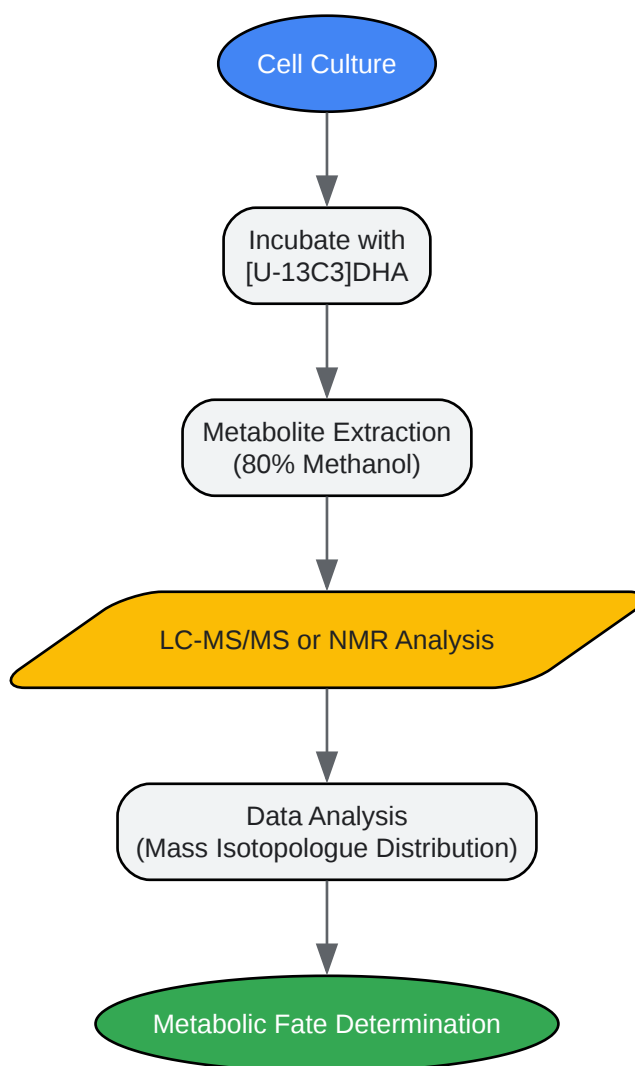 Cell Culture
Incubate with
[U-13C3]DHA
Metabolite Extraction
(80% Methanol)
LC-MS/MS or NMR Analysis
Data Analysis
(Mass Isotopologue Distribution)
Metabolic Fate Determination